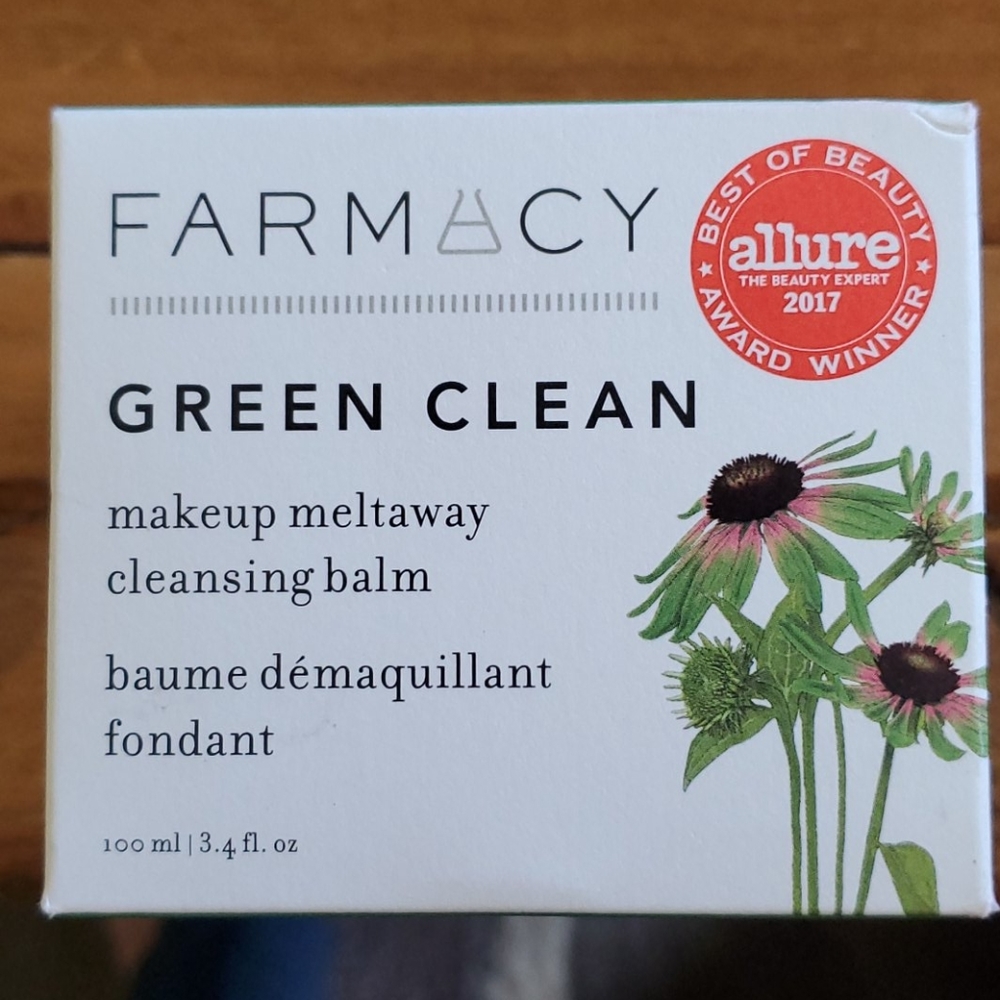 FARMACY
BEST OF BEAUTY
allure
THE BEAUTY EXPERT
2017
AWARD WINNER
GREEN CLEAN
makeup meltaway
cleansing balm
baume démaquillant
fondant
100 ml | 3.4 fl. oz